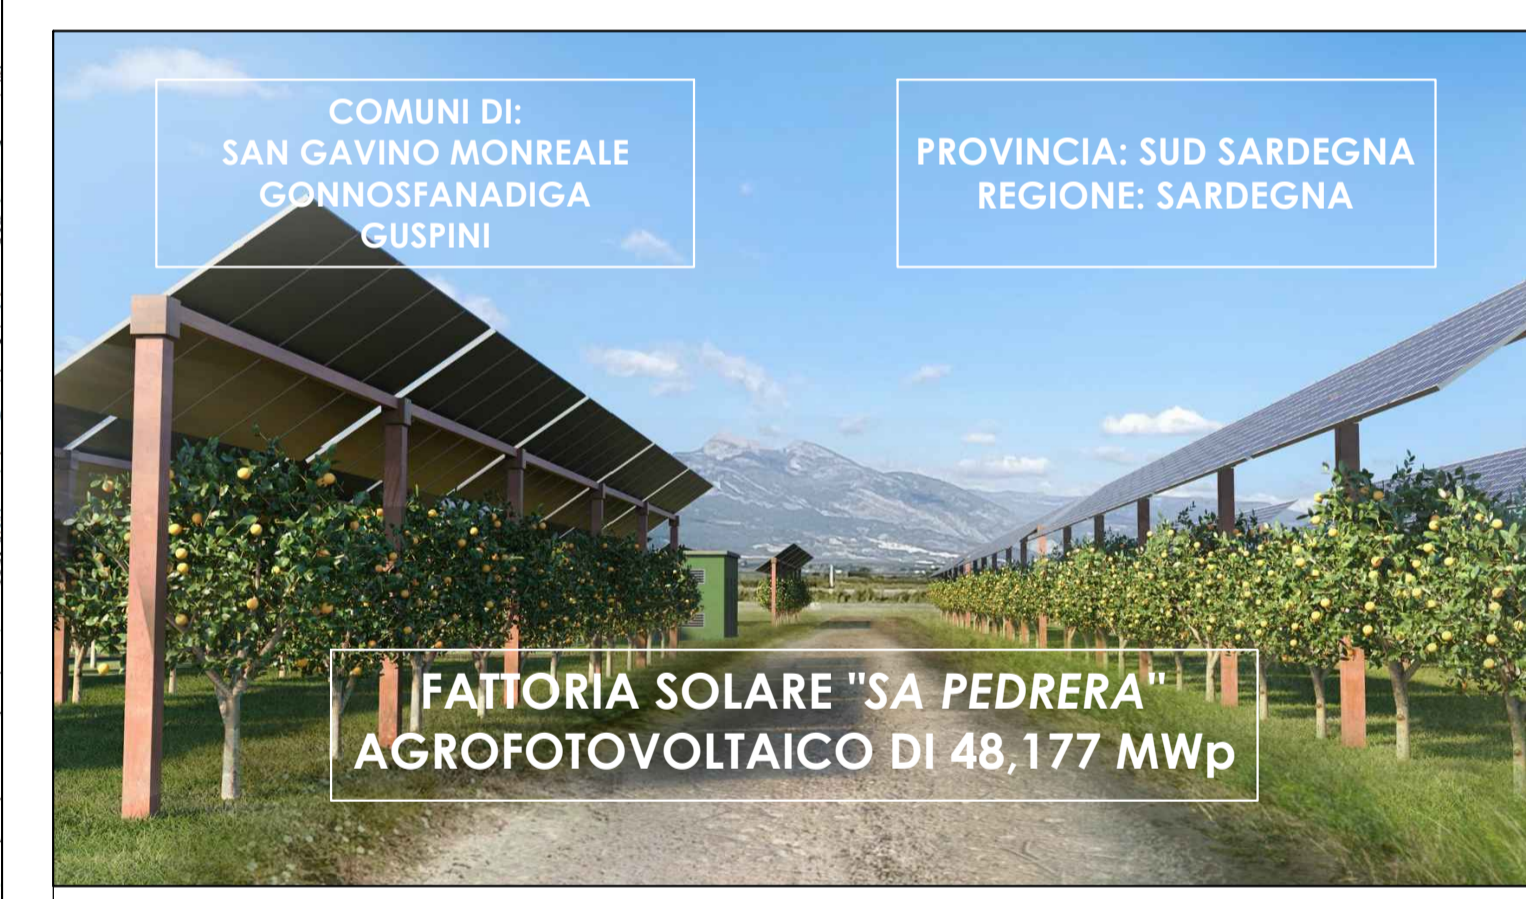 COMUNI DI:
SAN GAVINO MONREALE
GONNOSFANADIGA
GUSPINI
PROVINCIA: SUD SARDEGNA
REGIONE: SARDEGNA
FATTORIA SOLARE "SA PEDRERA"
AGROFOTOVOLTAICO DI 48,177 MWp